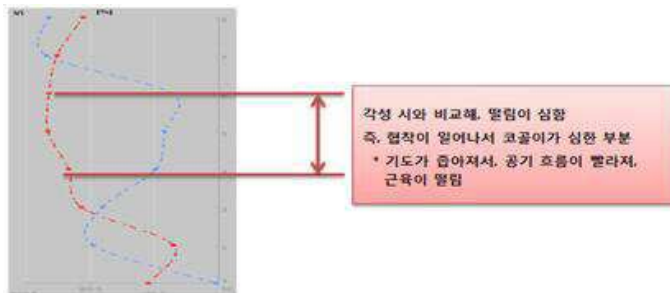 각성 시와 비교해, 떨림이 심함
즉, 협착이 일어나서 코골이가 심한 부분
* 기도가 좁아져서, 공기 흐름이 빨라져,
근육이 떨림